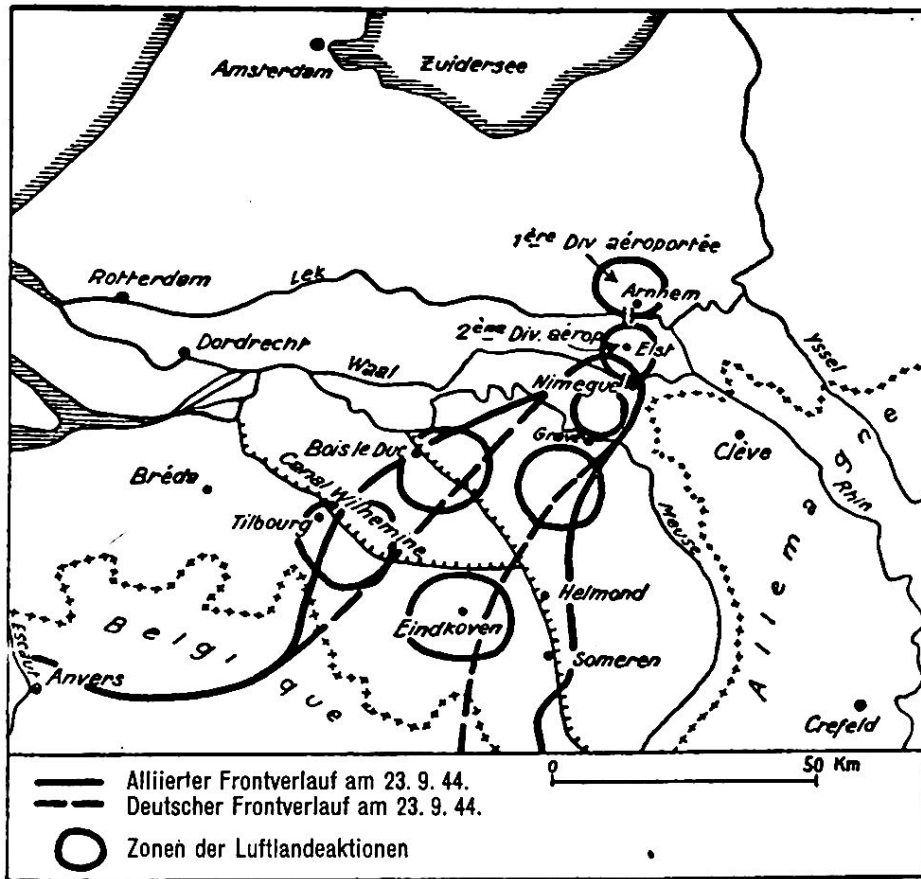 Amsterdam
Zuidersee
1ère Div aéroportée
Rotterdam
Lek
Arnhem
2ème Div. aérop
Elst
Yssel
Dordrecht
Waal
Nimegue
Grave
Clève
Rhin
Bois le Duc
Bréda
Canal Wilhemine
Tilbourg
Meuse
Allemagne
Helmond
Eindkoven
Belgique
Escaut
Someren
Anvers
Crefeld
0 50 Km
Alliierter Frontverlauf am 23. 9. 44.
Deutscher Frontverlauf am 23. 9. 44.
Zonen der Luftlandeaktionen